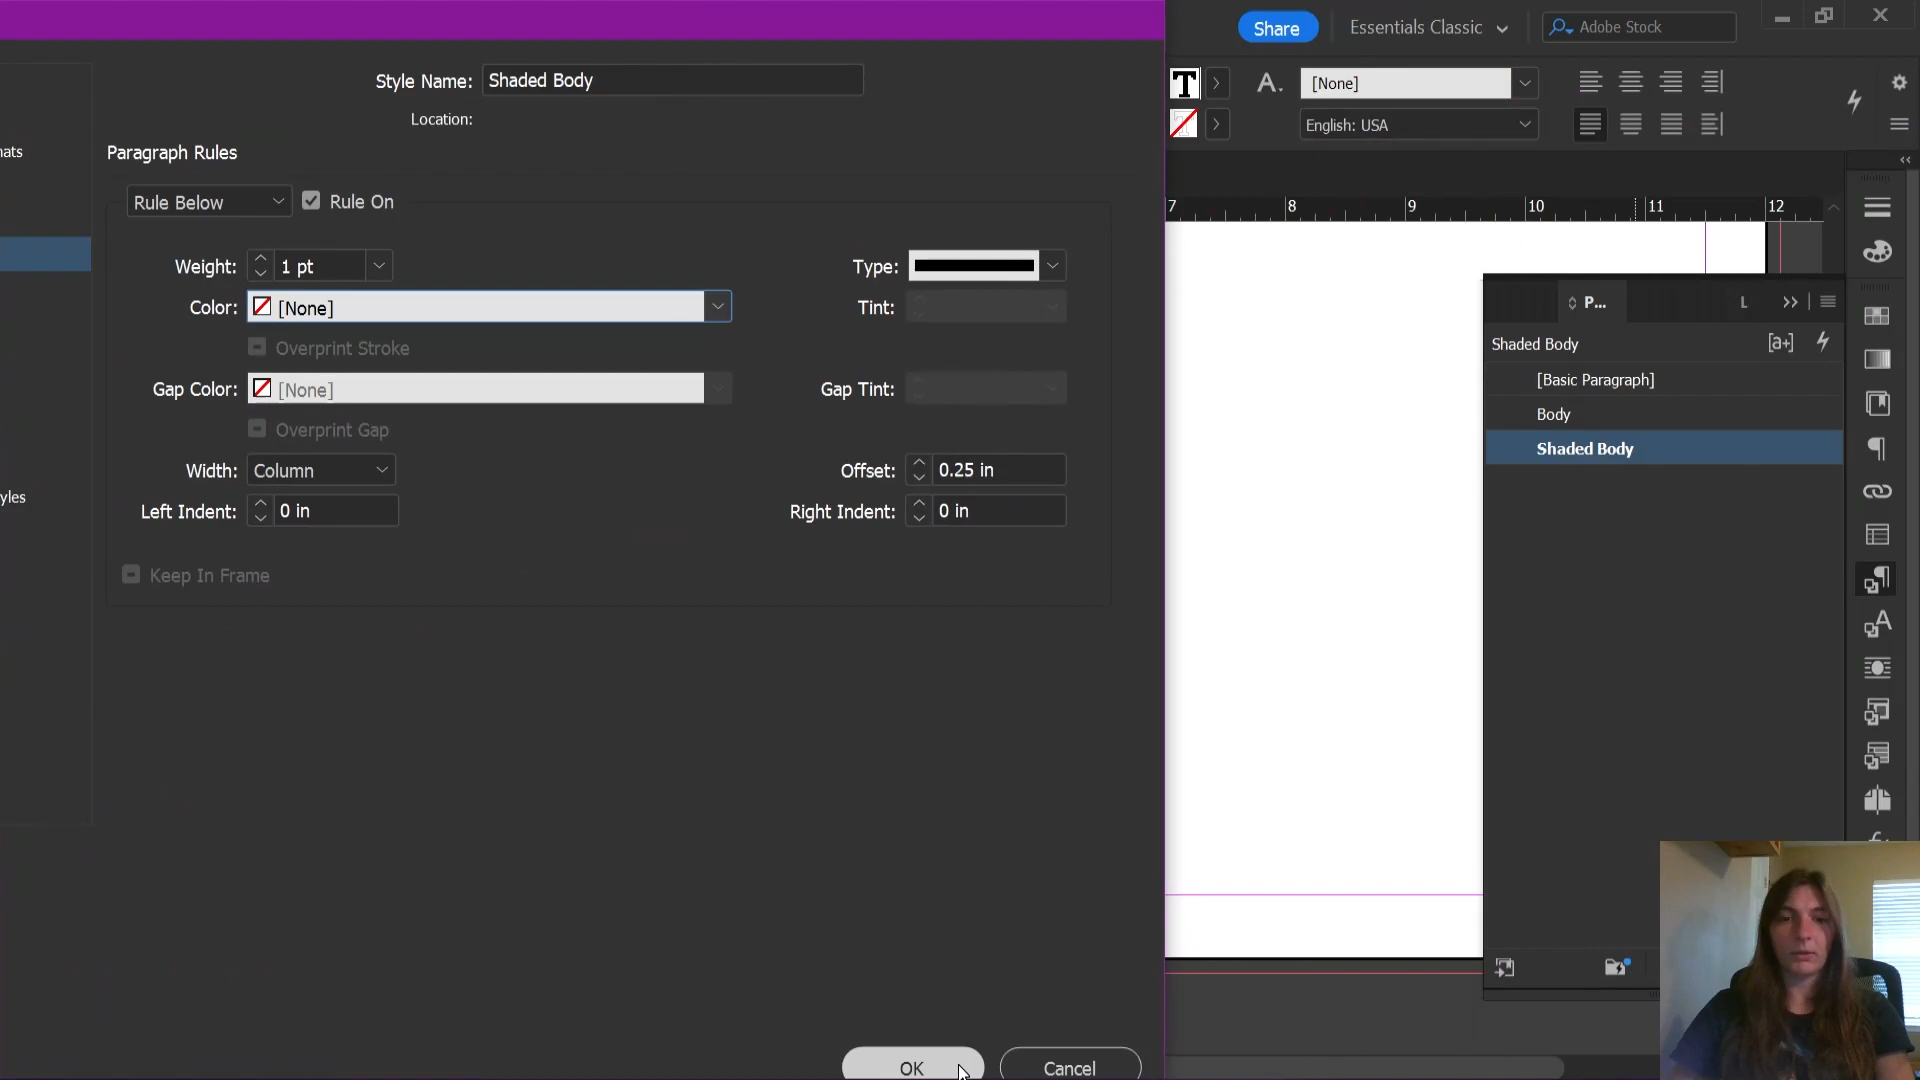 Share
Essentials Classic
Adobe Stock
Style Name: Shaded Body
Location:
T
A.
[None]
English: USA
nats
Paragraph Rules
Rule Below
Rule On
7 8 9 10 11 12
Weight: 1 pt
Type:
Color: [None]
Tint:
Overprint Stroke
Gap Color: [None]
Gap Tint:
Overprint Gap
Width: Column
Offset: 0.25 in
yles
Left Indent: 0 in
Right Indent: 0 in
Keep In Frame
P...
L
Shaded Body
[a+]
[Basic Paragraph]
Body
Shaded Body
OK
Cancel